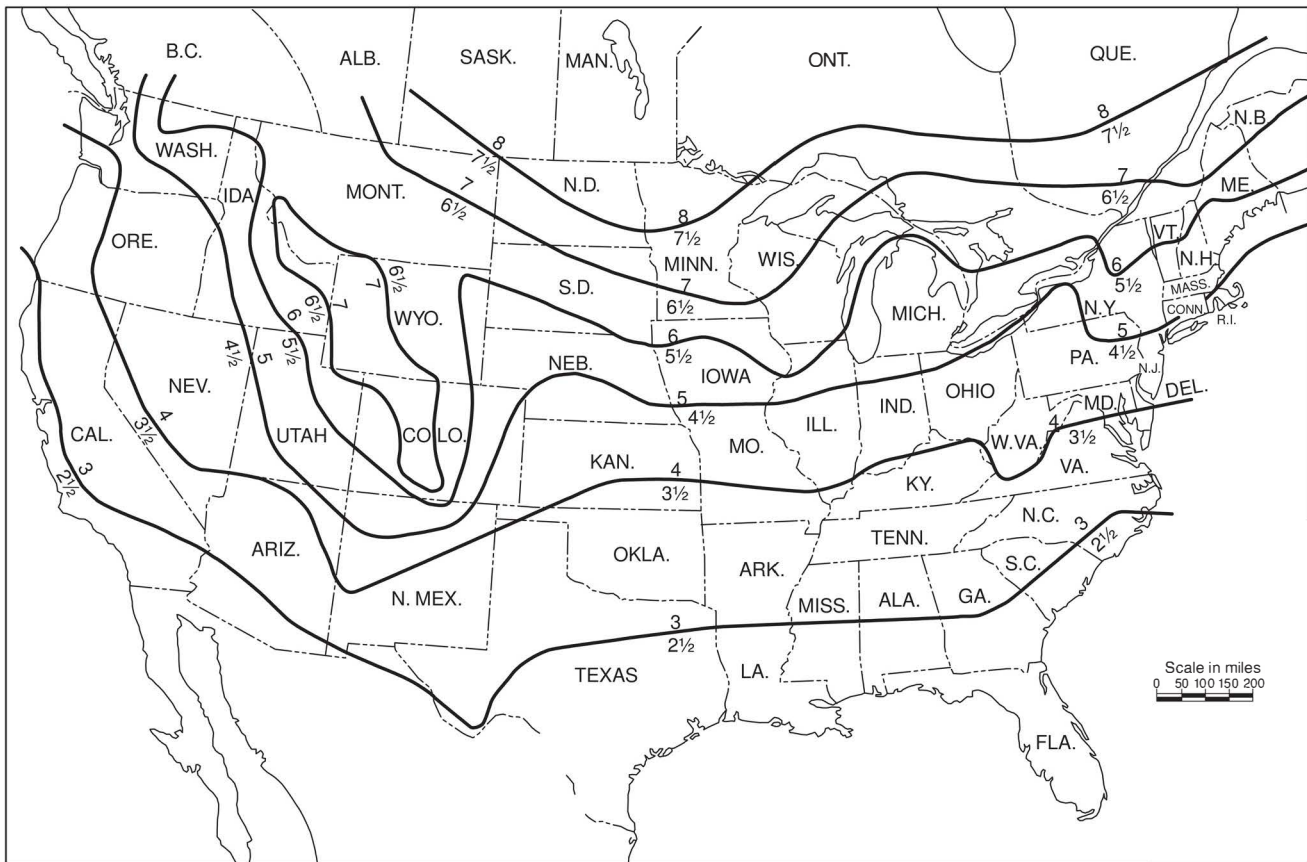 B.C.
ALB.
SASK.
MAN.
ONT.
QUE.
8
7½
N.B.
WASH.
8
7½
7
6½
MONT.
N.D.
IDA.
7
6½
ME.
ORE.
8
7½
VT.
WIS.
MINN.
N.H.
6
5½
6½
7
S.D.
7
6½
MASS.
6½
7
WYO.
MICH.
N.Y.
CONN.
R.I.
6
5½
6
5½
5
4½
5
4½
NEB.
IOWA
PA.
N.J.
NEV.
OHIO
DEL.
IND.
MD.
5
4½
4
3½
ILL.
4
3½
CAL.
UTAH
COLO.
MO.
W.VA.
VA.
3
2½
KAN.
4
3½
KY.
N.C.
3
2½
TENN.
ARIZ.
OKLA.
ARK.
S.C.
N. MEX.
MISS.
ALA.
GA.
3
2½
TEXAS
LA.
Scale in miles
0 50 100 150 200
FLA.